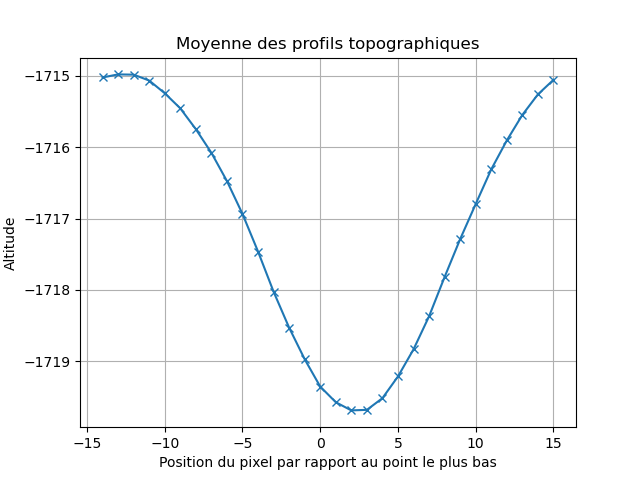 Moyenne des profils topographiques
−1715
−1716
−1717
−1718
−1719
Altitude
−15 −10 −5 0 5 10 15
Position du pixel par rapport au point le plus bas